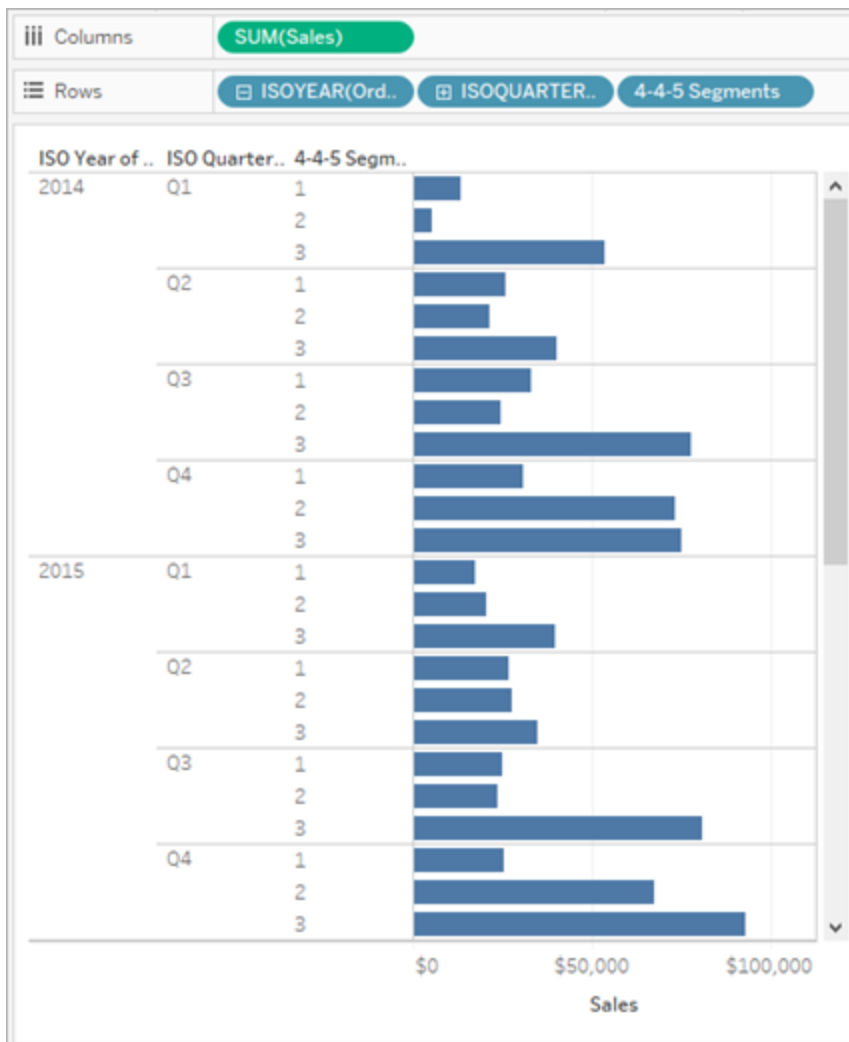 Columns SUM(Sales)
Rows ISOYEAR(Ord.. ISOQUARTER.. 4-4-5 Segments
ISO Year of .. ISO Quarter.. 4-4-5 Segm..
2014 Q1 1
2
3
Q2 1
2
3
Q3 1
2
3
Q4 1
2
3
2015 Q1 1
2
3
Q2 1
2
3
Q3 1
2
3
Q4 1
2
3
$0 $50,000 $100,000
Sales